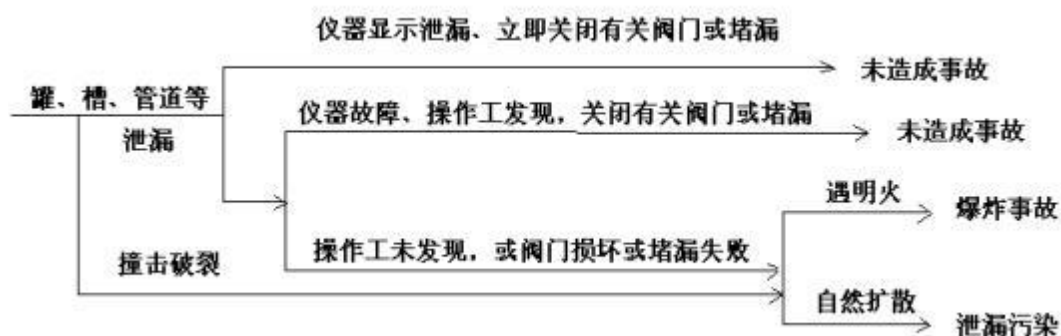 仪器显示泄漏、立即关闭有关阀门或堵漏
未造成事故
罐、槽、管道等
泄漏
仪器故障、操作工发现，关闭有关阀门或堵漏
未造成事故
遇明火
爆炸事故
操作工未发现，或阀门损坏或堵漏失败
撞击破裂
自然扩散
泄漏污染